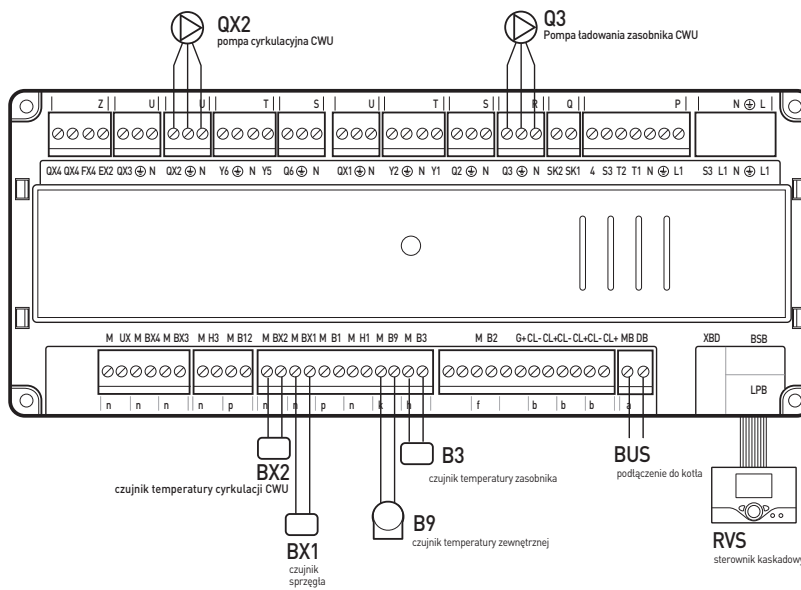 QX2
pompa cyrkulacyjna CWU
Q3
Pompa ładowania zasobnika CWU
Z U U T S U T S R Q P N L
QX4 QX4 FX4 EX2 QX3 N QX2 N Y6 N Y5 Q6 N QX1 N Y2 N Y1 Q2 N Q3 N SK2 SK1 4 S3 T2 T1 N L1 S3 L1 N L1
M UX M BX4 M BX3 M H3 M B12 M BX2 M BX1 M B1 M H1 M B9 M B3 M B2 G+ CL- CL+ CL- CL+ CL- CL+ MB DB XBD BSB
LPB
n n n n p n n p n k h f b b b a
BX2
czujnik temperatury cyrkulacji CWU
B3
czujnik temperatury zasobnika
BUS
podłączenie do kotła
BX1
czujnik
sprzęgła
B9
czujnik temperatury zewnętrznej
RVS
sterownik kaskadowy